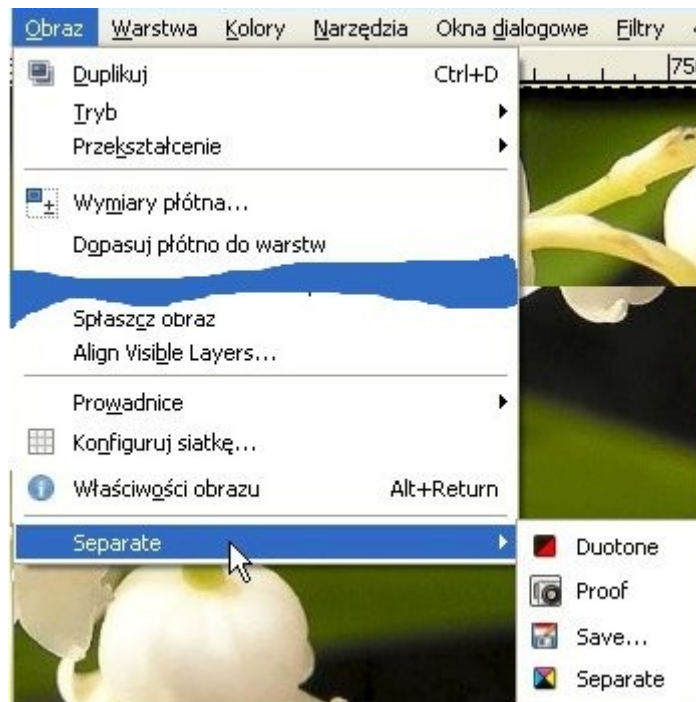 Obraz Warstwa Kolory Narzędzia Okna dialogowe Filtry
75
Duplikuj Ctrl+D
Tryb
Przekształcenie
Wymiary płótna...
Dopasuj płótno do warstw
Spłaszcz obraz
Align Visible Layers...
Prowadnice
Konfiguruj siatkę...
Właściwości obrazu Alt+Return
Separate
Duotone
Proof
Save...
Separate